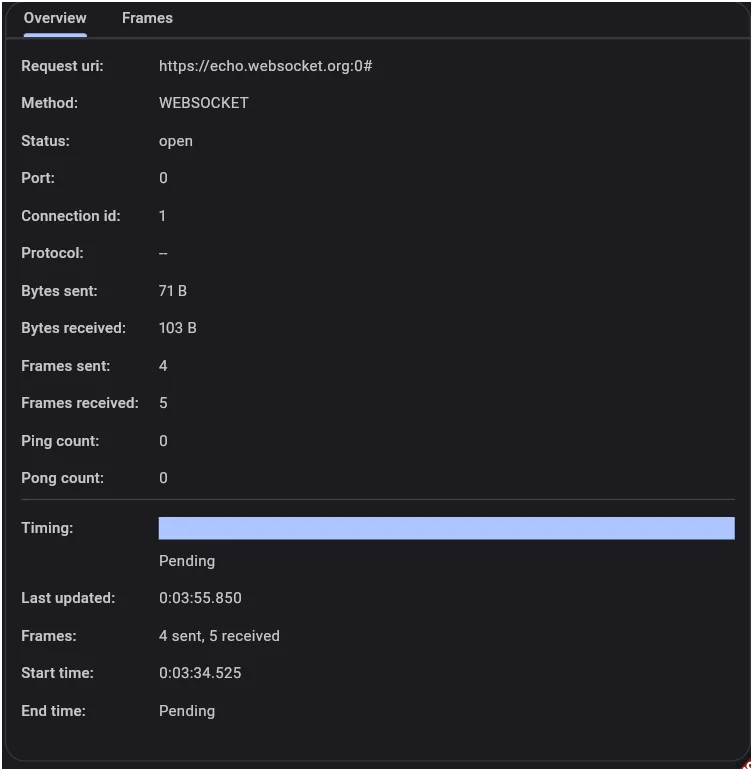 Overview Frames
Request uri: https://echo.websocket.org:0#
Method: WEBSOCKET
Status: open
Port: 0
Connection id: 1
Protocol: --
Bytes sent: 71 B
Bytes received: 103 B
Frames sent: 4
Frames received: 5
Ping count: 0
Pong count: 0
Timing:
Pending
Last updated: 0:03:55.850
Frames: 4 sent, 5 received
Start time: 0:03:34.525
End time: Pending